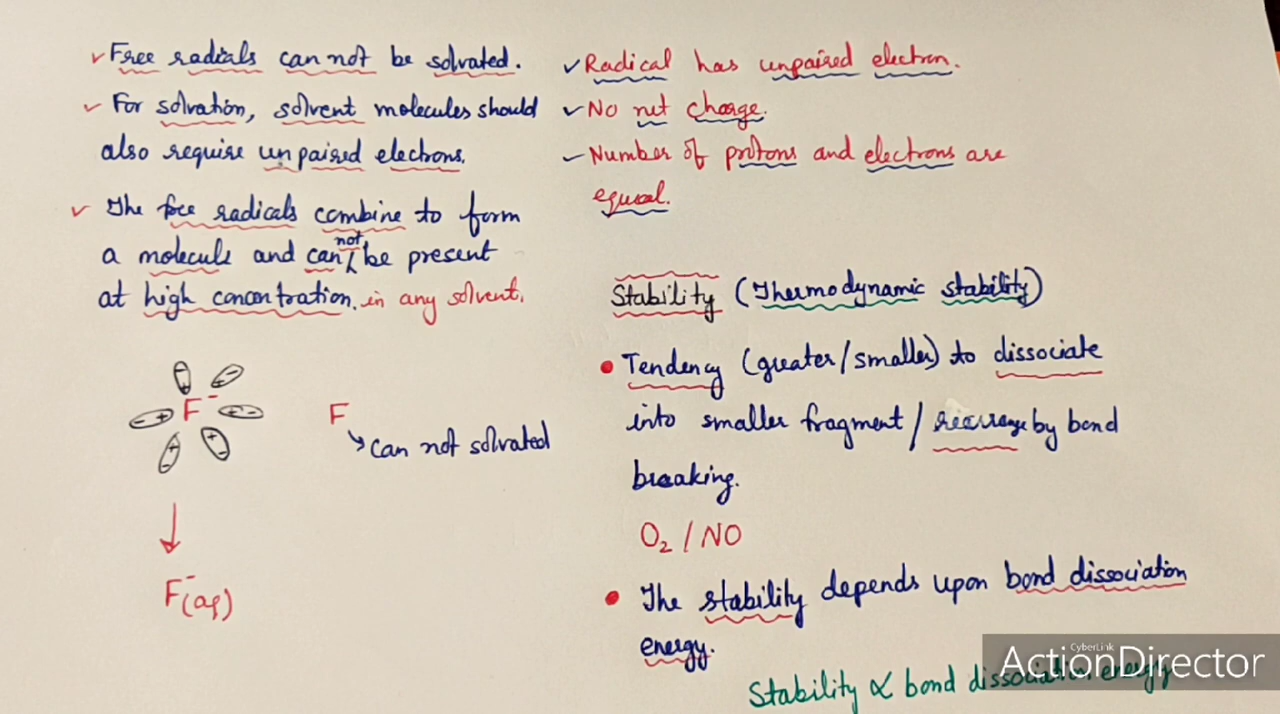 ✓Free radicals can not be solvated.
✓ For solvation, solvent molecules should
also require unpaired electrons.
✓ The free radicals combine to form
a molecule and can not be present
at high concentration. in any solvent.
F⁻
F
↳ can not solvated
↓
F⁻(aq)
✓Radical has unpaired electron.
✓No net charge.
✓Number of protons and electrons are
equal.
Stability (Thermodynamic stability)
• Tendency (greater/smaller) to dissociate
into smaller fragment / rearrange by bond
breaking.
O₂ / NO
• The stability depends upon bond dissociation
energy.
Stability ∝ bond dissociation energy
CyberLink
ActionDirector